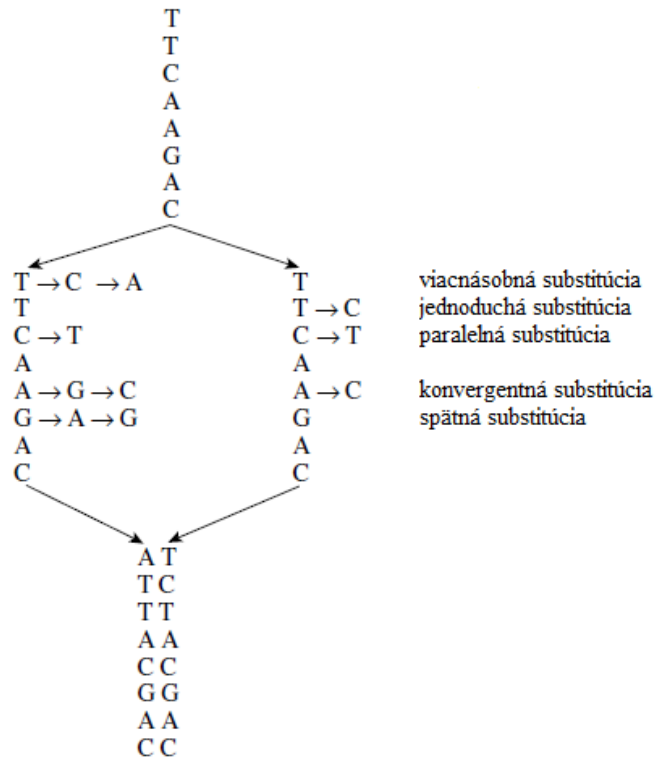 T
T
C
A
A
G
A
C
T → C → A T viacnásobná substitúcia
T T → C jednoduchá substitúcia
C → T C → T paralelná substitúcia
A A
A → G → C A → C konvergentná substitúcia
G → A → G G spätná substitúcia
A A
C C
A T
T C
T T
A A
C C
G G
A A
C C